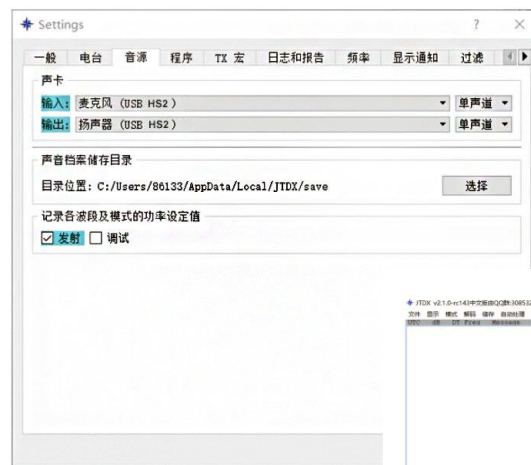 Settings ? ×
一般 电台 音源 程序 TX 宏 日志和报告 频率 显示通知 过滤
声卡
输入: 麦克风 (USB HS2 ) 单声道
输出: 扬声器 (USB HS2 ) 单声道
声音档案储存目录
目录位置: C:/Users/86133/AppData/Local/JTDX/save 选择
记录各波段及模式的功率设定值
发射 调试
JTDX v2.1.0-rc143中文版由QQ群:308532
文件 显示 模式 解码 储存 自动处理
UTC dB DT Freq Message